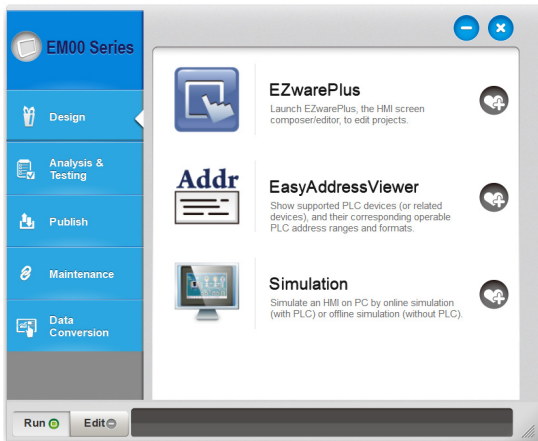 EM00 Series
Design
Analysis &
Testing
Publish
Maintenance
Data
Conversion
EZwarePlus
Launch EZwarePlus, the HMI screen
composer/editor, to edit projects.
Addr
EasyAddressViewer
Show supported PLC devices (or related
devices), and their corresponding operable
PLC address ranges and formats.
Simulation
Simulate an HMI on PC by online simulation
(with PLC) or offline simulation (without PLC).
Run
Edit